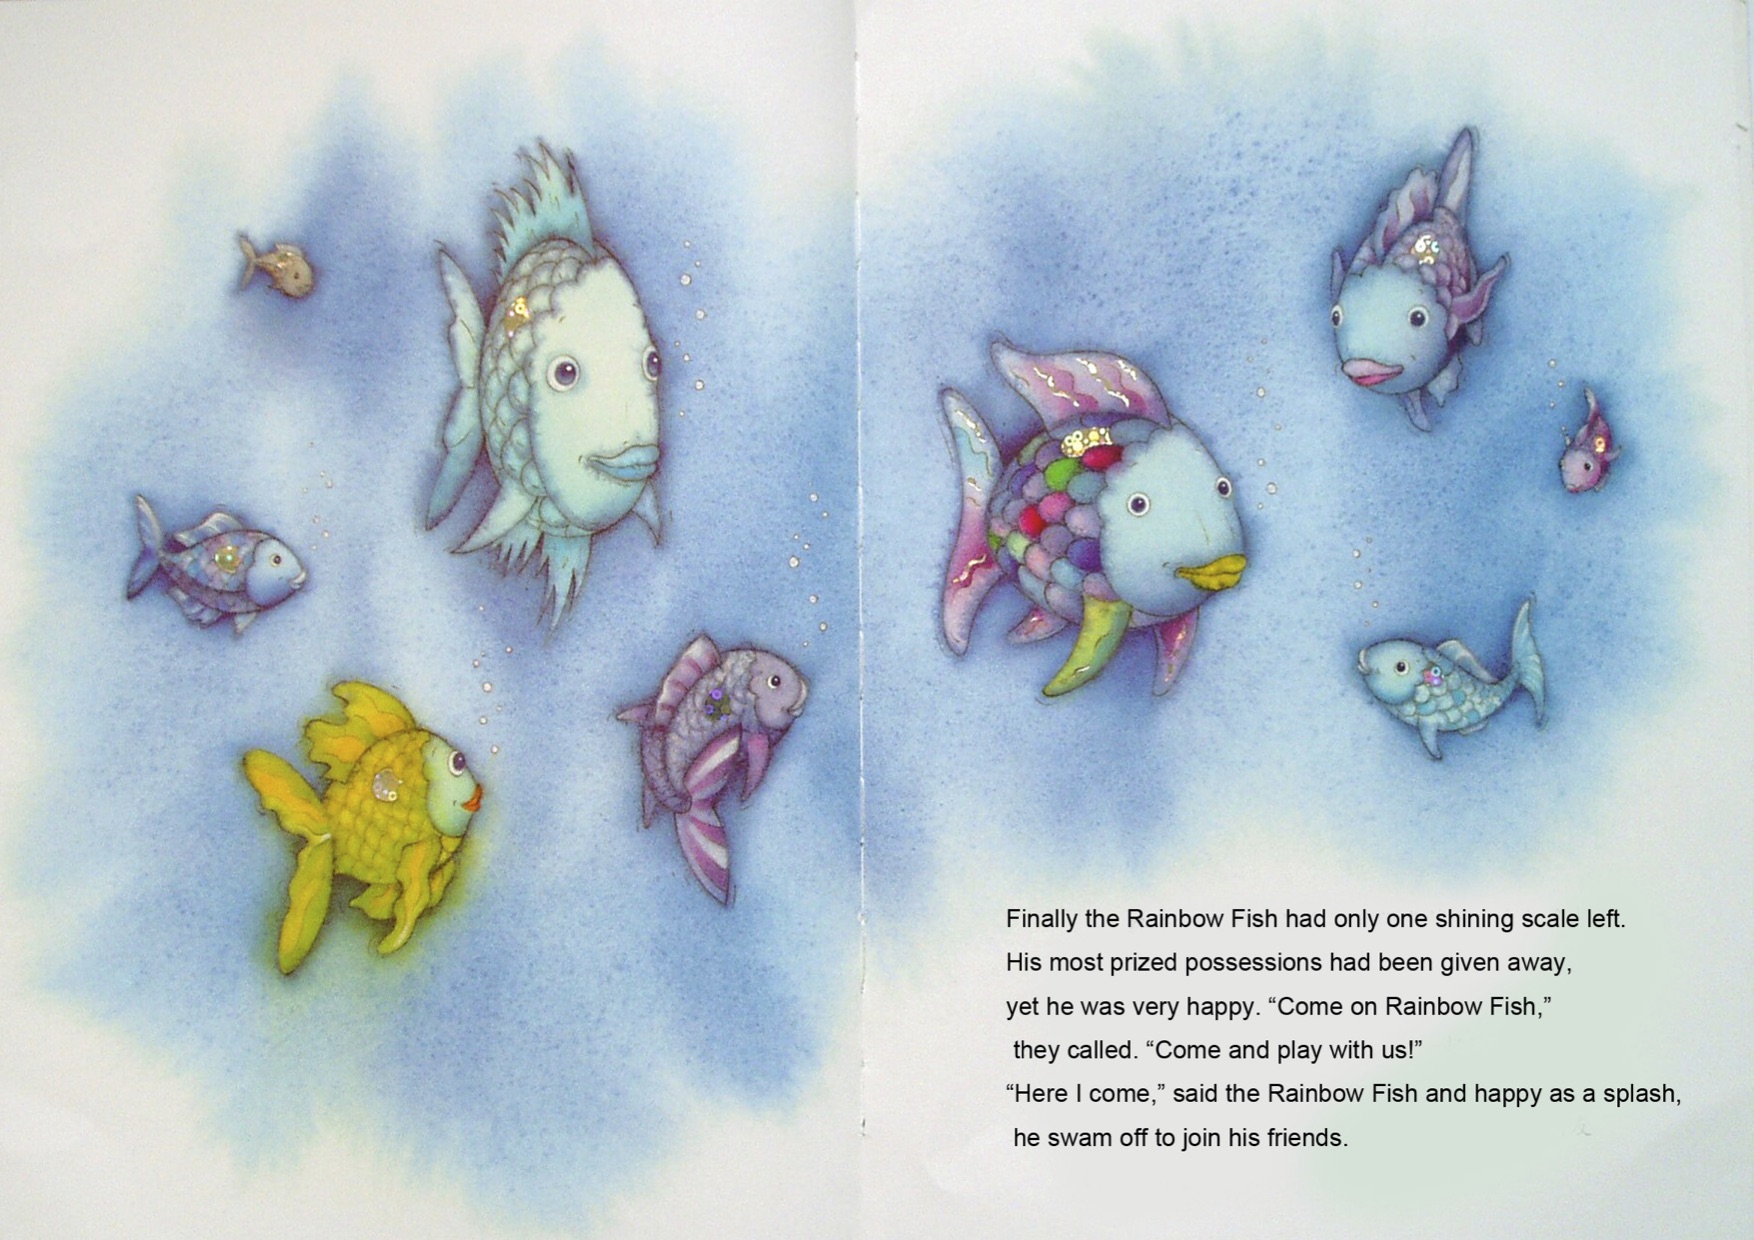 Finally the Rainbow Fish had only one shining scale left.
His most prized possessions had been given away,
yet he was very happy. “Come on Rainbow Fish,”
they called. “Come and play with us!”
“Here I come,” said the Rainbow Fish and happy as a splash,
he swam off to join his friends.